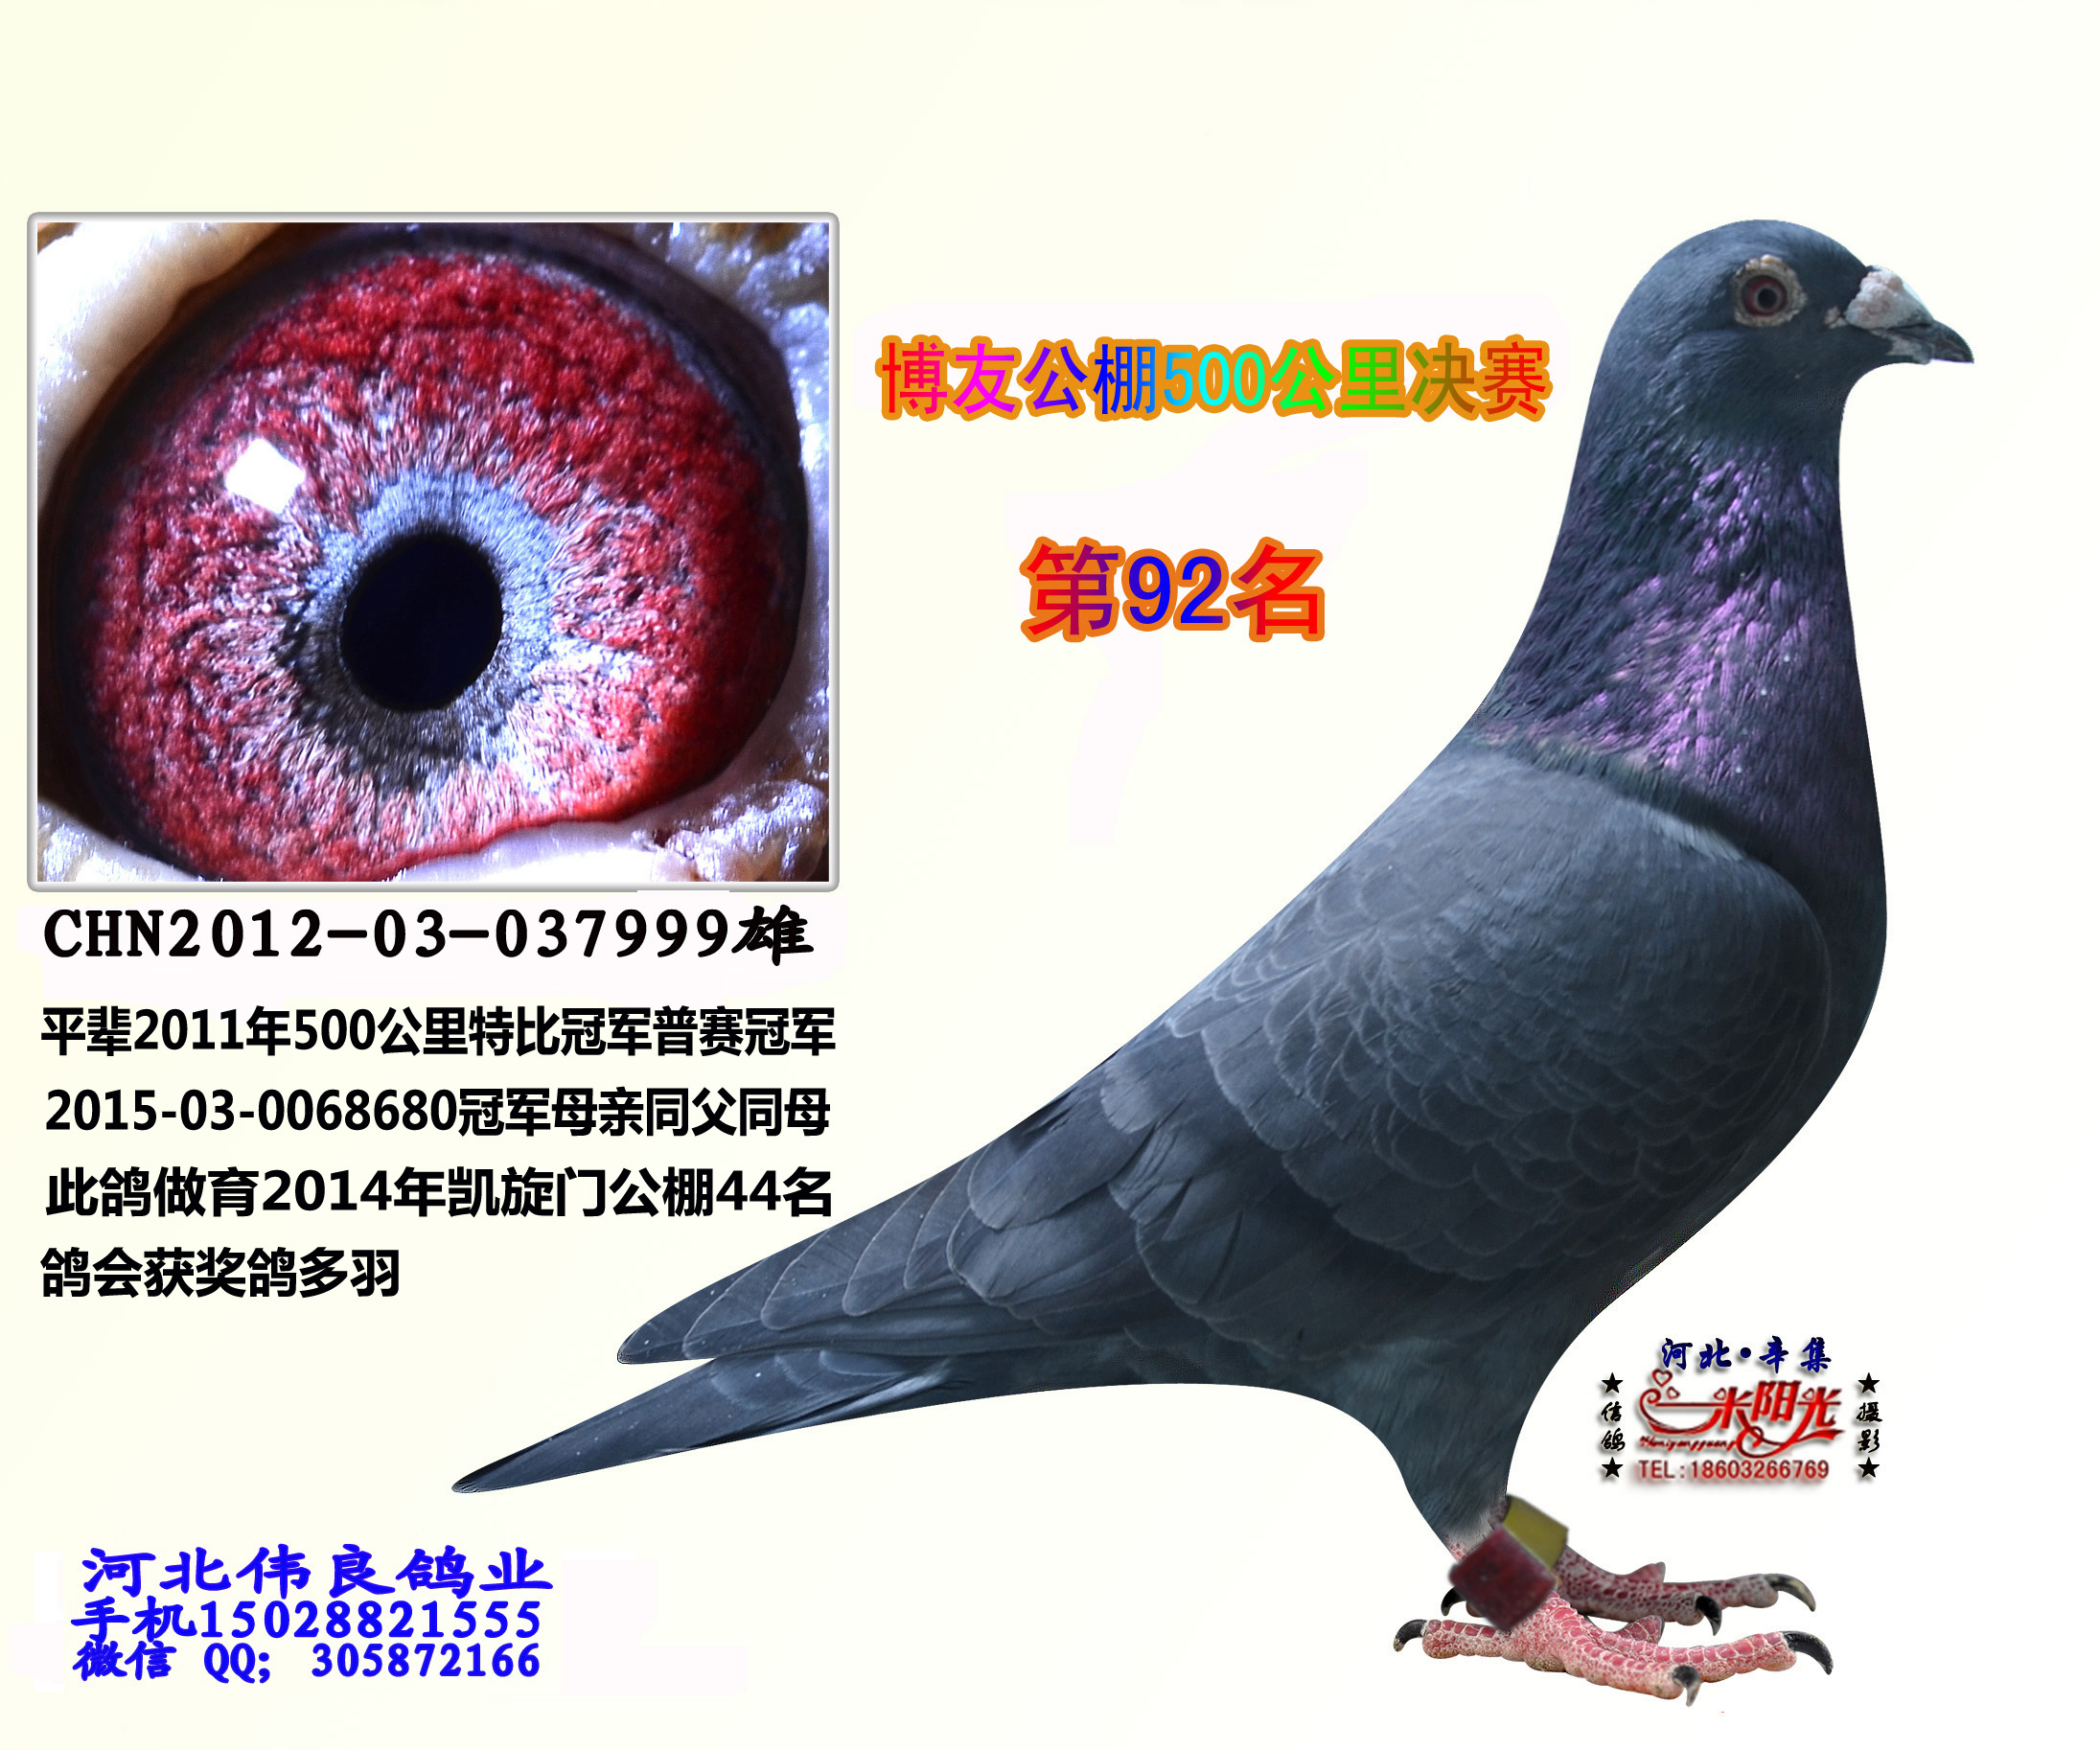 博友公棚500公里决赛
第92名
CHN2012-03-037999雄
平辈2011年500公里特比冠军普赛冠军
2015-03-0068680冠军母亲同父同母
此鸽做育2014年凯旋门公棚44名
鸽会获奖鸽多羽
河北·辛集
★信鸽★
一米阳光
★摄影★
TEL:18603266769
河北伟良鸽业
手机15028821555
微信 QQ; 305872166